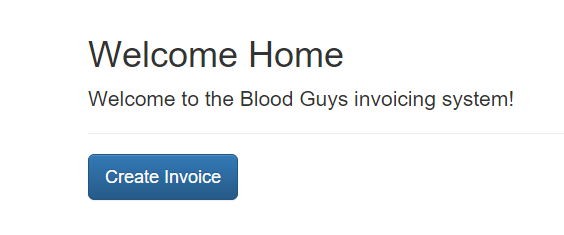 Welcome Home
Welcome to the Blood Guys invoicing system!
Create Invoice